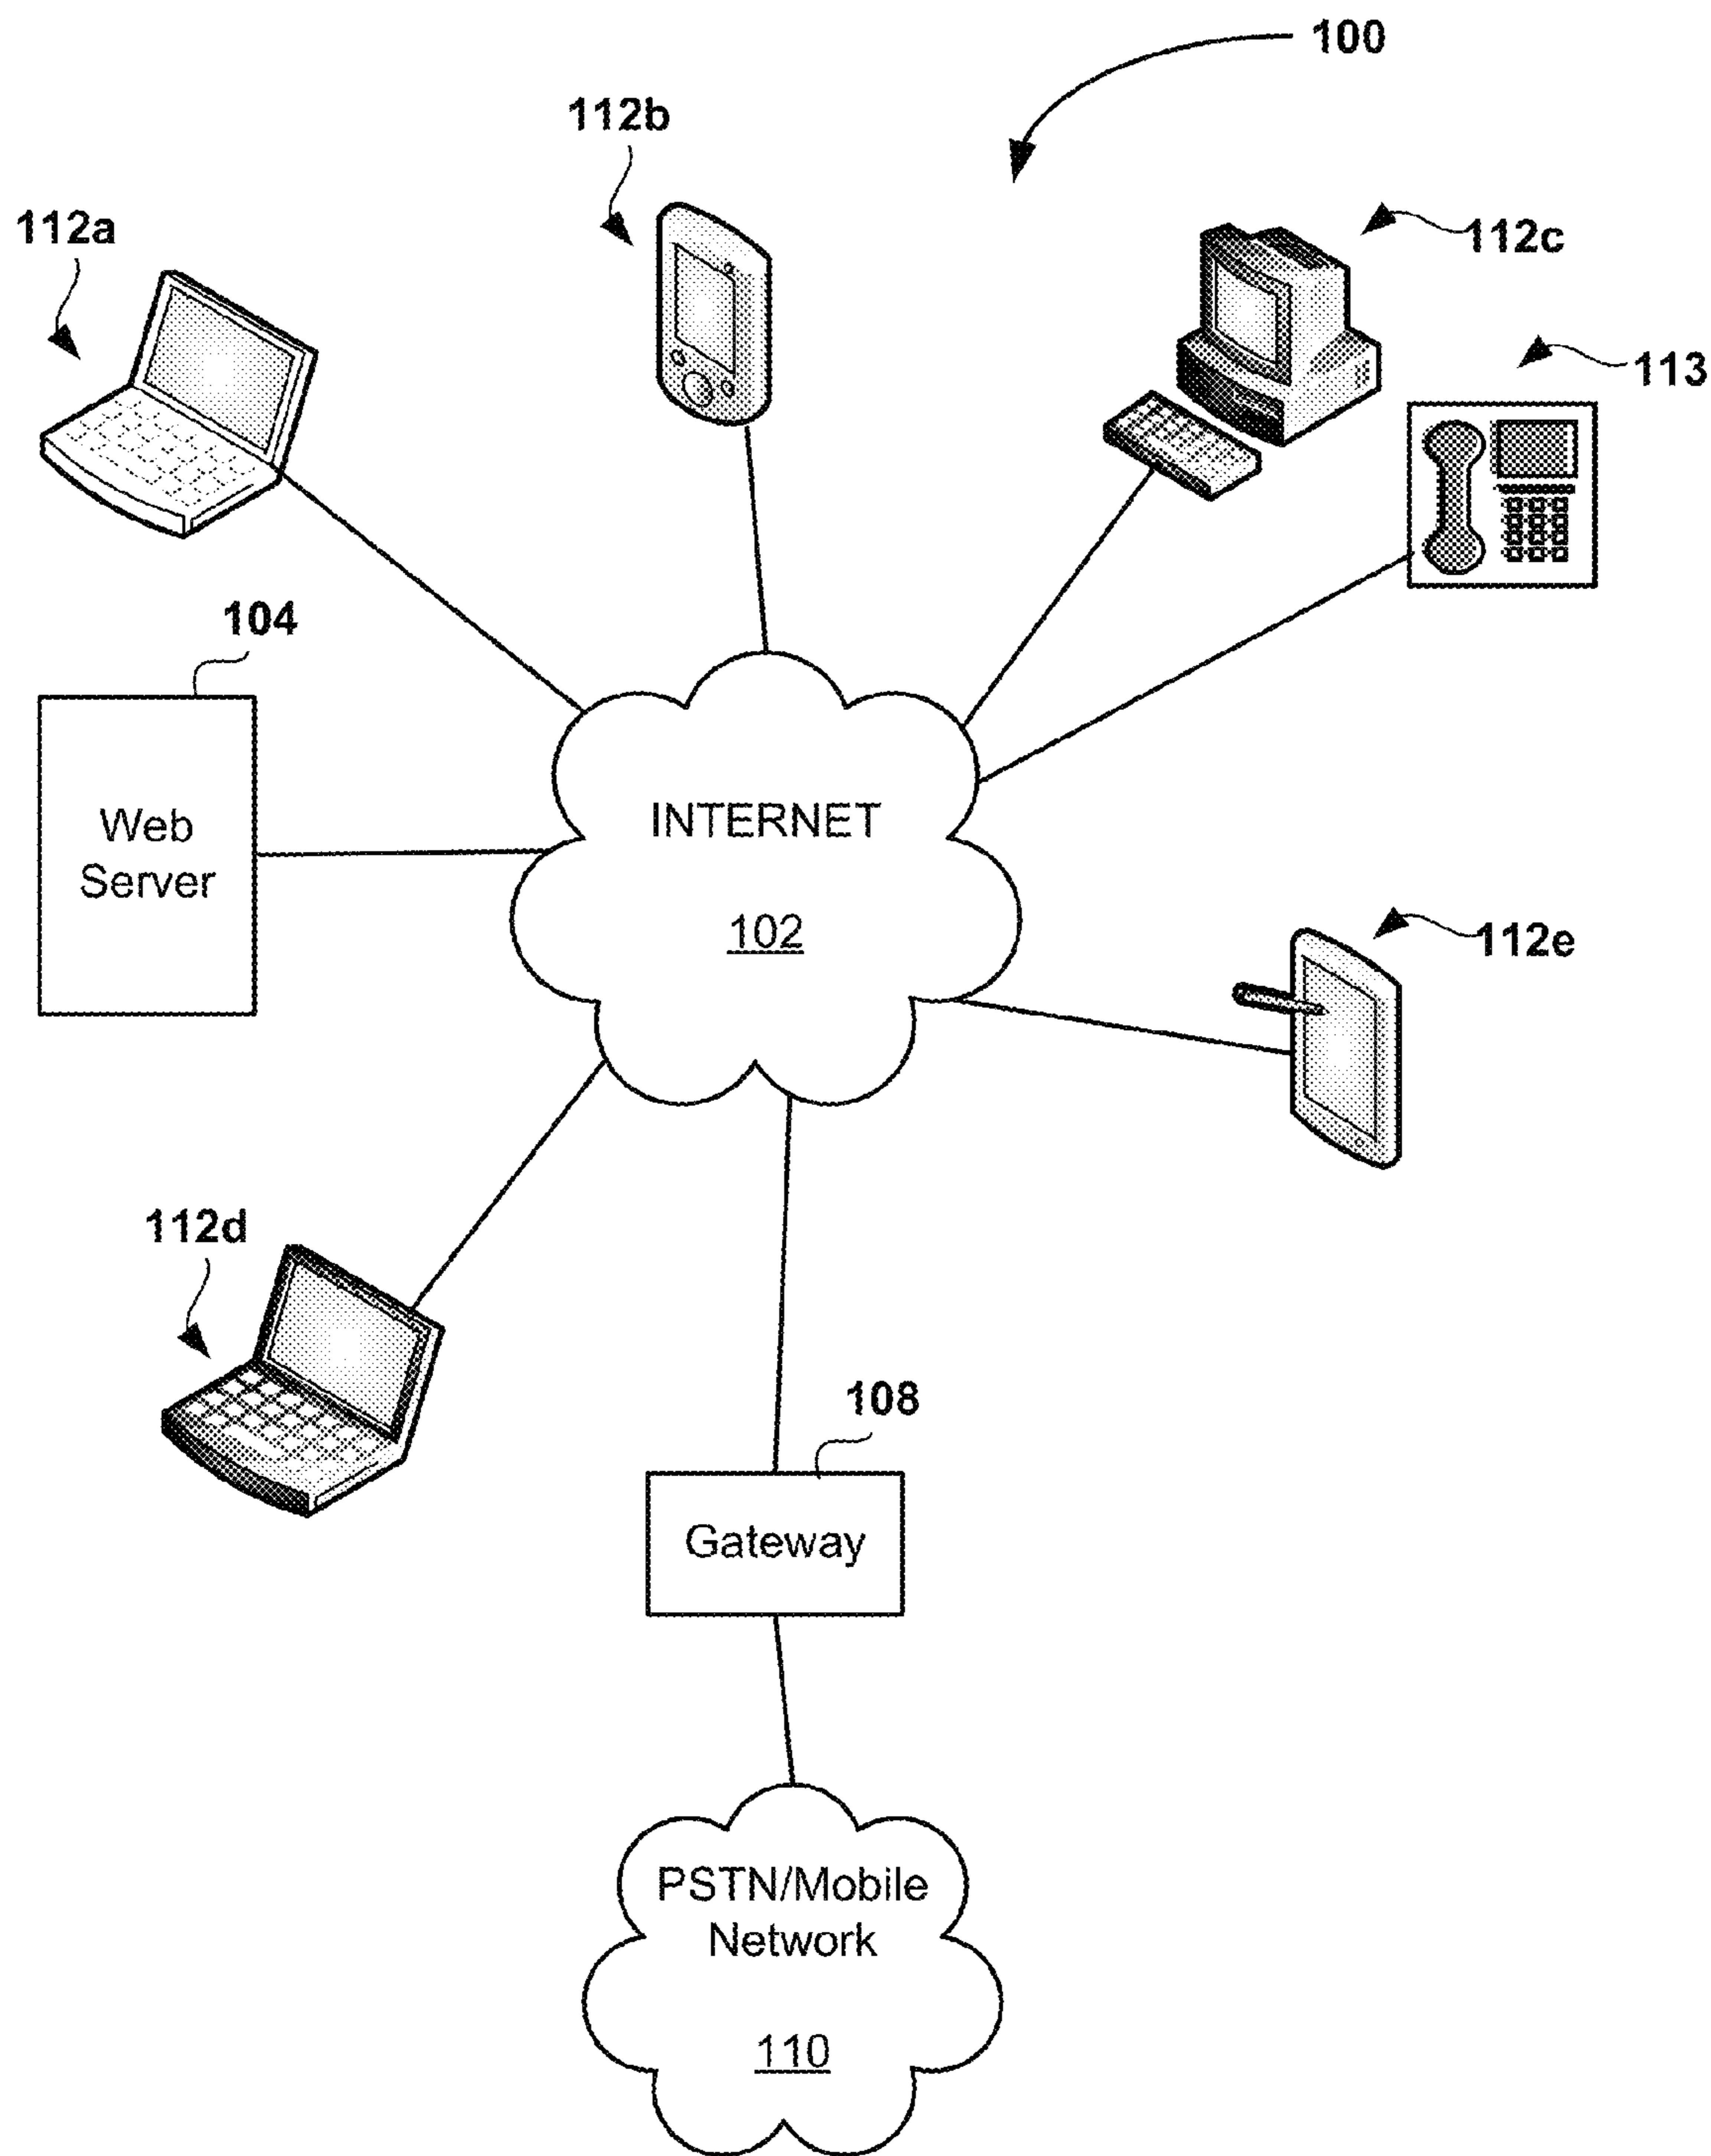 100
112b
112a
112c
113
104
Web
Server
INTERNET
102
112e
112d
108
Gateway
PSTN/Mobile
Network
110